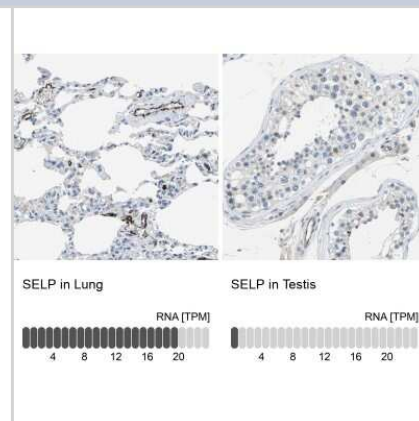 SELP in Lung
RNA [TPM]
4 8 12 16 20
SELP in Testis
RNA [TPM]
4 8 12 16 20